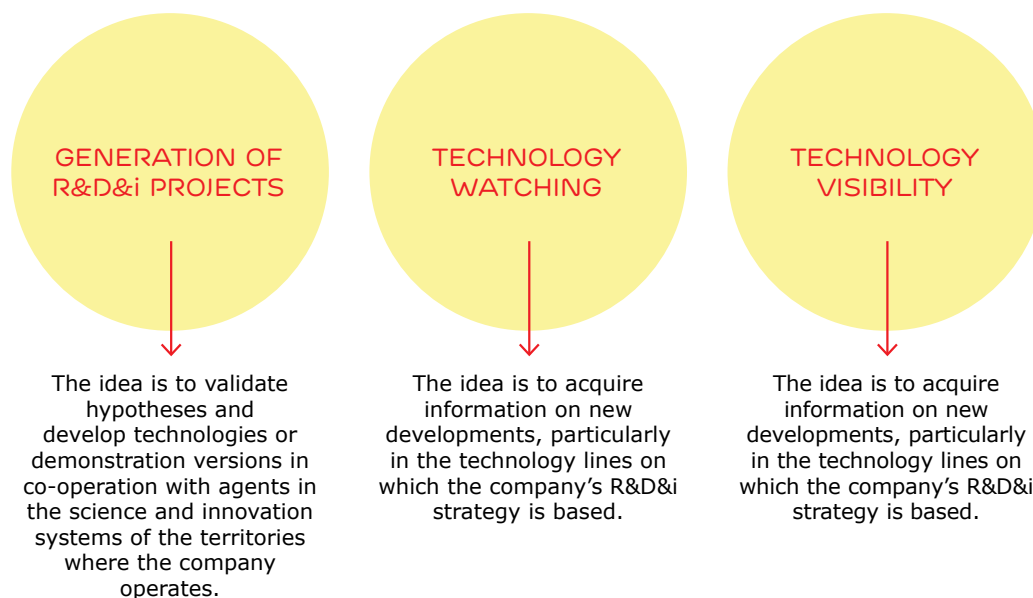 GENERATION OF
R&D&i PROJECTS
The idea is to validate
hypotheses and
develop technologies or
demonstration versions in
co-operation with agents in
the science and innovation
systems of the territories
where the company
operates.
TECHNOLOGY
WATCHING
The idea is to acquire
information on new
developments, particularly
in the technology lines on
which the company’s R&D&i
strategy is based.
TECHNOLOGY
VISIBILITY
The idea is to acquire
information on new
developments, particularly
in the technology lines on
which the company’s R&D&i
strategy is based.